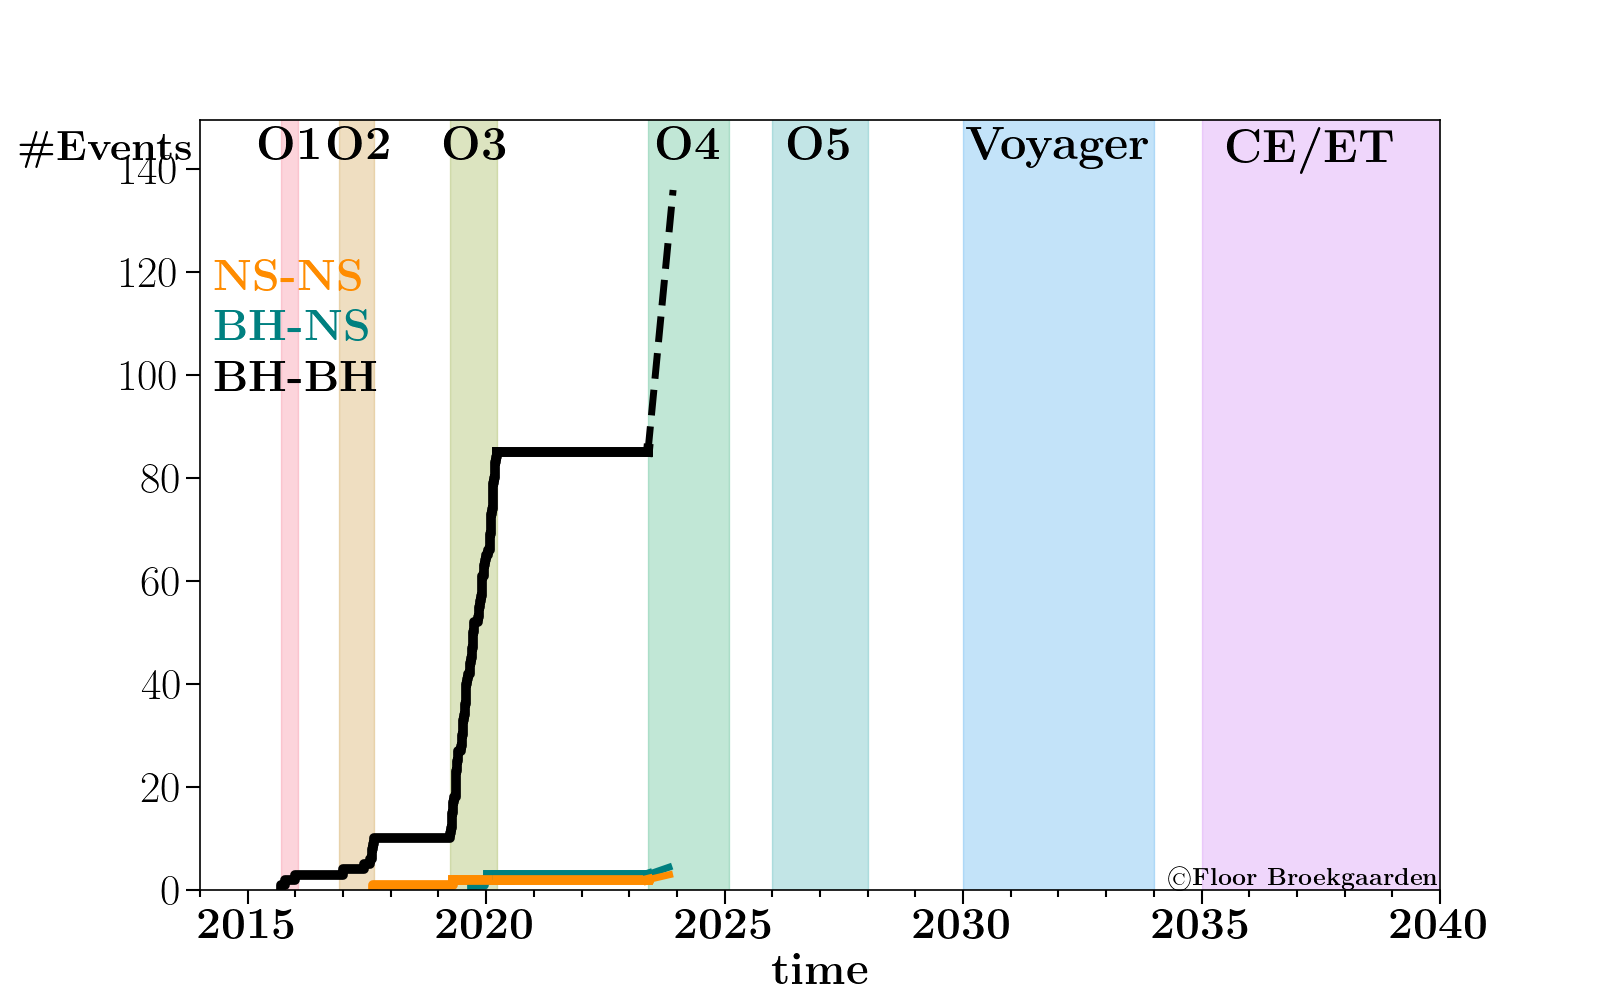 #Events O1 O2 O3 O4 O5 Voyager CE/ET
140
120
100
80
60
40
20
0
NS-NS
BH-NS
BH-BH
©Floor Broekgaarden
2015 2020 2025 2030 2035 2040
time